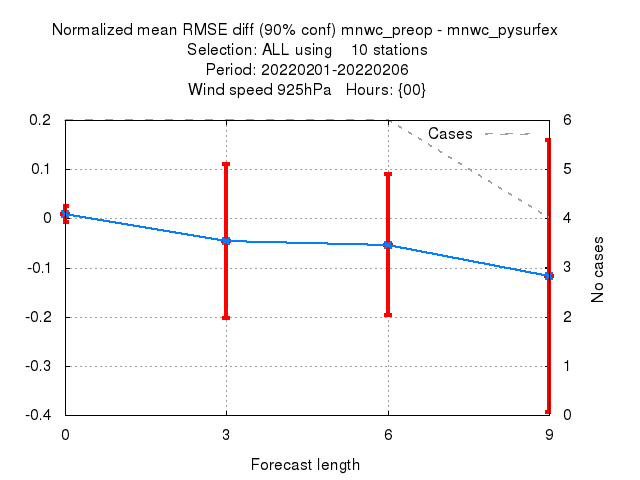 Normalized mean RMSE diff (90% conf) mnwc_preop - mnwc_pysurfex
Selection: ALL using    10 stations
Period: 20220201-20220206
Wind speed 925hPa   Hours: {00}
Cases
0.2
0.1
0
-0.1
-0.2
-0.3
-0.4
6
5
4
3
2
1
0
No cases
0 3 6 9
Forecast length